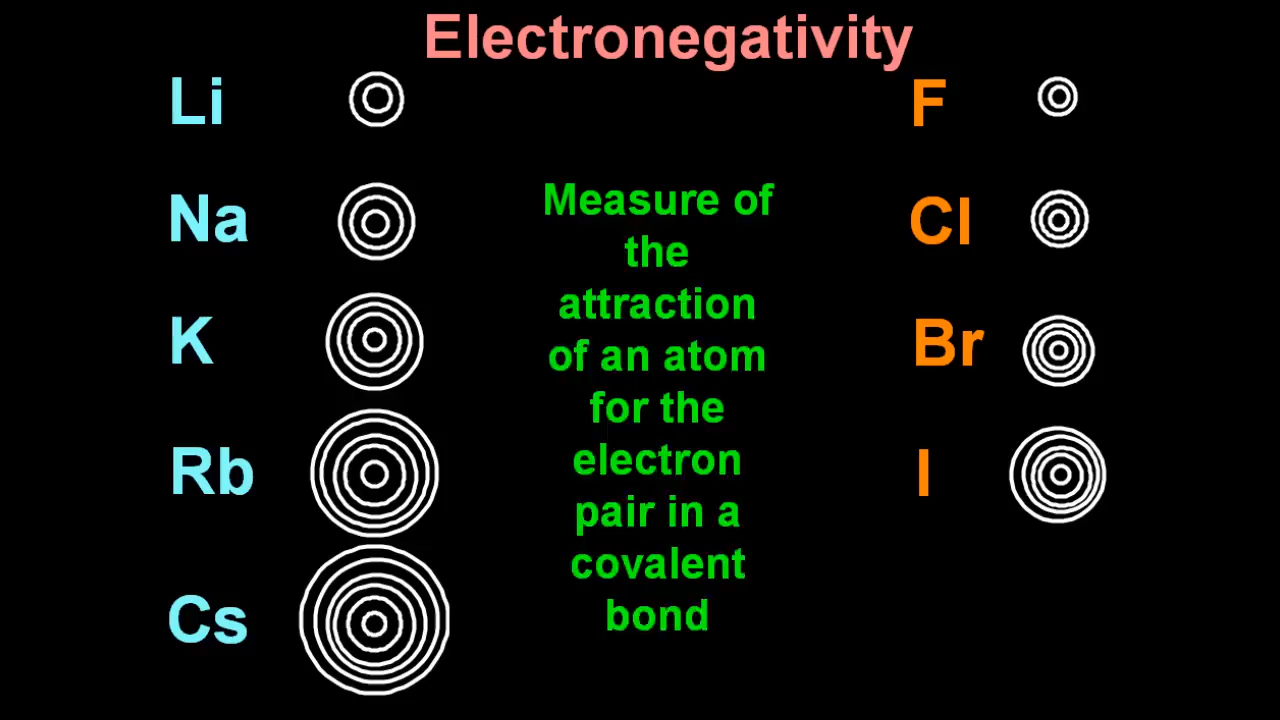 Electronegativity
Li
Na
K
Rb
Cs
Measure of
the
attraction
of an atom
for the
electron
pair in a
covalent
bond
F
Cl
Br
I